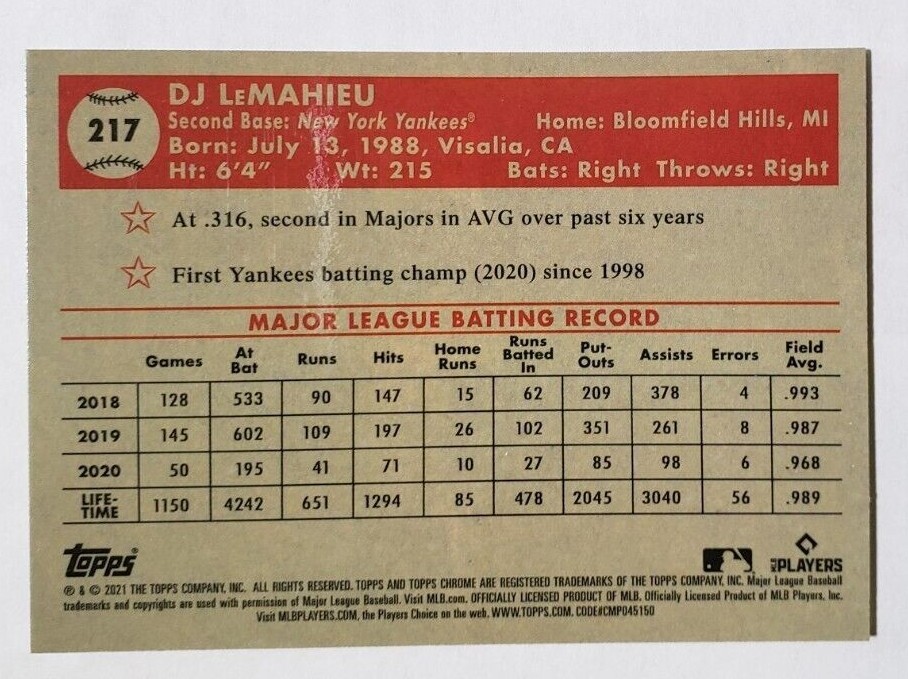 217
DJ LeMAHIEU
Second Base: New York Yankees® Home: Bloomfield Hills, MI
Born: July 13, 1988, Visalia, CA
Ht: 6'4" Wt: 215 Bats: Right Throws: Right
At .316, second in Majors in AVG over past six years
First Yankees batting champ (2020) since 1998
MAJOR LEAGUE BATTING RECORD
Games At Bat Runs Hits Home Runs Runs Batted In Put-Outs Assists Errors Field Avg.
2018 128 533 90 147 15 62 209 378 4 .993
2019 145 602 109 197 26 102 351 261 8 .987
2020 50 195 41 71 10 27 85 98 6 .968
LIFE-TIME 1150 4242 651 1294 85 478 2045 3040 56 .989
topps® MLB PLAYERS
® & © 2021 THE TOPPS COMPANY, INC. ALL RIGHTS RESERVED. TOPPS AND TOPPS CHROME ARE REGISTERED TRADEMARKS OF THE TOPPS COMPANY, INC. Major League Baseball
trademarks and copyrights are used with permission of Major League Baseball. Visit MLB.com. OFFICIALLY LICENSED PRODUCT OF MLB. Officially Licensed Product of MLB Players, Inc.
Visit MLBPLAYERS.COM, the Players Choice on the web. WWW.TOPPS.COM. CODE#CMP045150